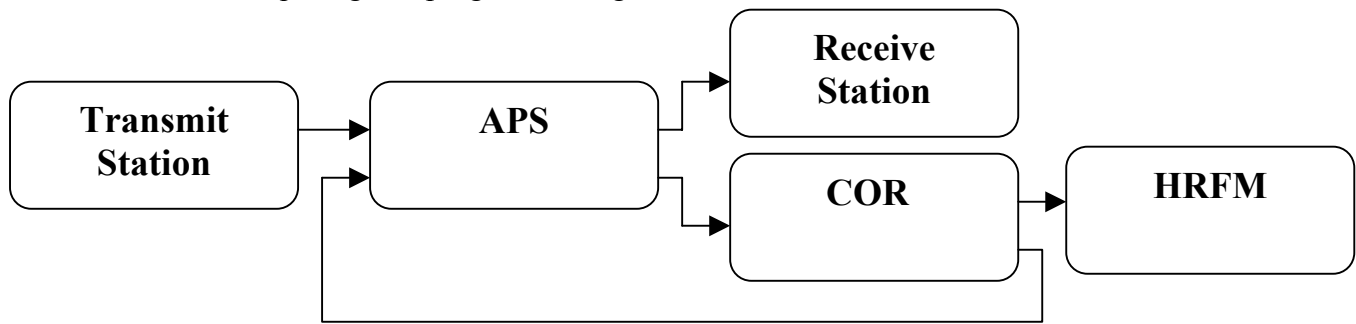 Transmit
Station
APS
Receive
Station
COR
HRFM